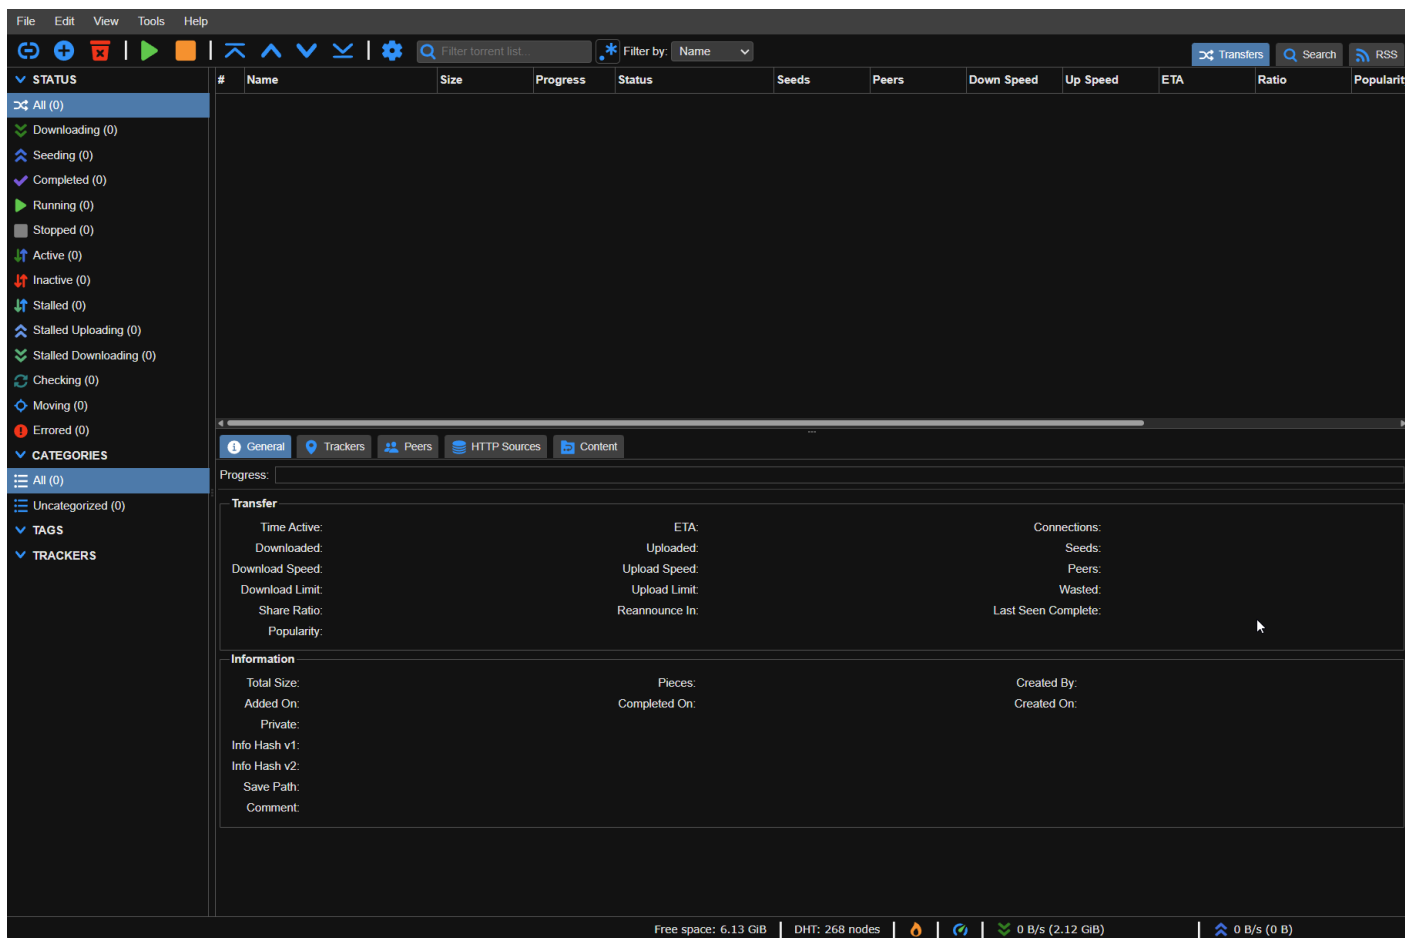 File Edit View Tools Help
Filter torrent list... .* Filter by: Name Transfers Search RSS
STATUS
# Name Size Progress Status Seeds Peers Down Speed Up Speed ETA Ratio Popularit
All (0)
Downloading (0)
Seeding (0)
Completed (0)
Running (0)
Stopped (0)
Active (0)
Inactive (0)
Stalled (0)
Stalled Uploading (0)
Stalled Downloading (0)
Checking (0)
Moving (0)
Errored (0)
CATEGORIES
All (0)
Uncategorized (0)
TAGS
TRACKERS
General Trackers Peers HTTP Sources Content
Progress:
Transfer
Time Active: ETA: Connections:
Downloaded: Uploaded: Seeds:
Download Speed: Upload Speed: Peers:
Download Limit: Upload Limit: Wasted:
Share Ratio: Reannounce In: Last Seen Complete:
Popularity:
Information
Total Size: Pieces: Created By:
Added On: Completed On: Created On:
Private:
Info Hash v1:
Info Hash v2:
Save Path:
Comment:
Free space: 6.13 GiB DHT: 268 nodes 0 B/s (2.12 GiB) 0 B/s (0 B)